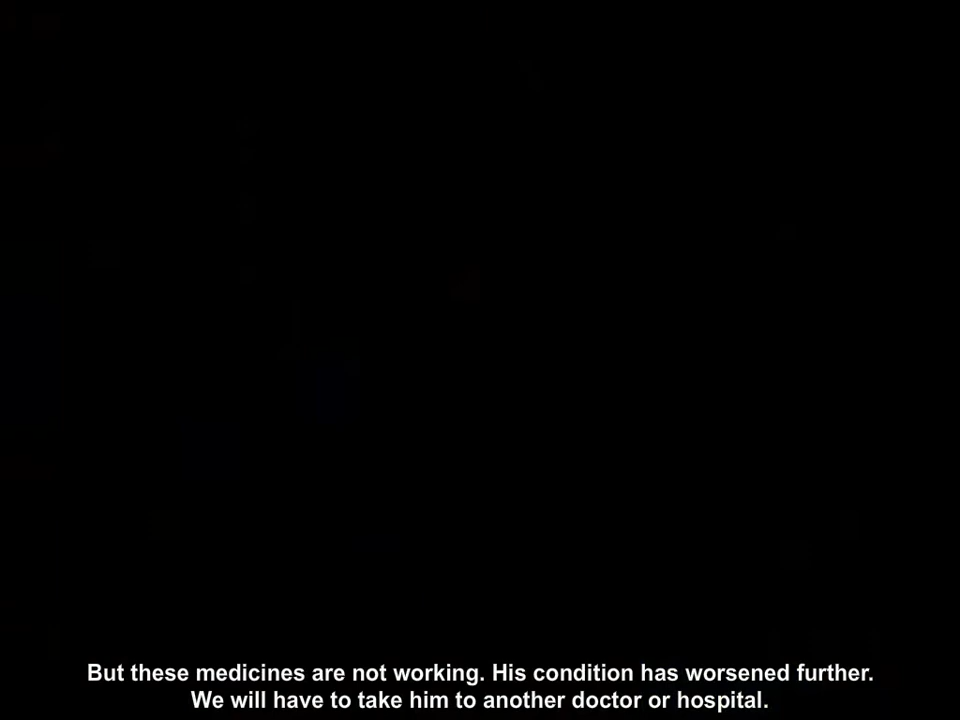 But these medicines are not working. His condition has worsened further.
We will have to take him to another doctor or hospital.